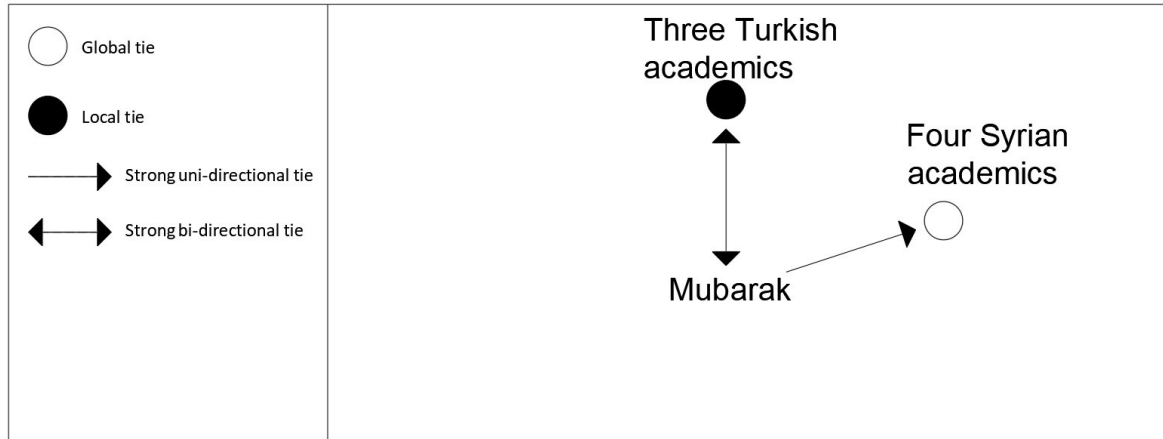 Global tie
Local tie
Strong uni-directional tie
Strong bi-directional tie
Three Turkish
academics
Four Syrian
academics
Mubarak